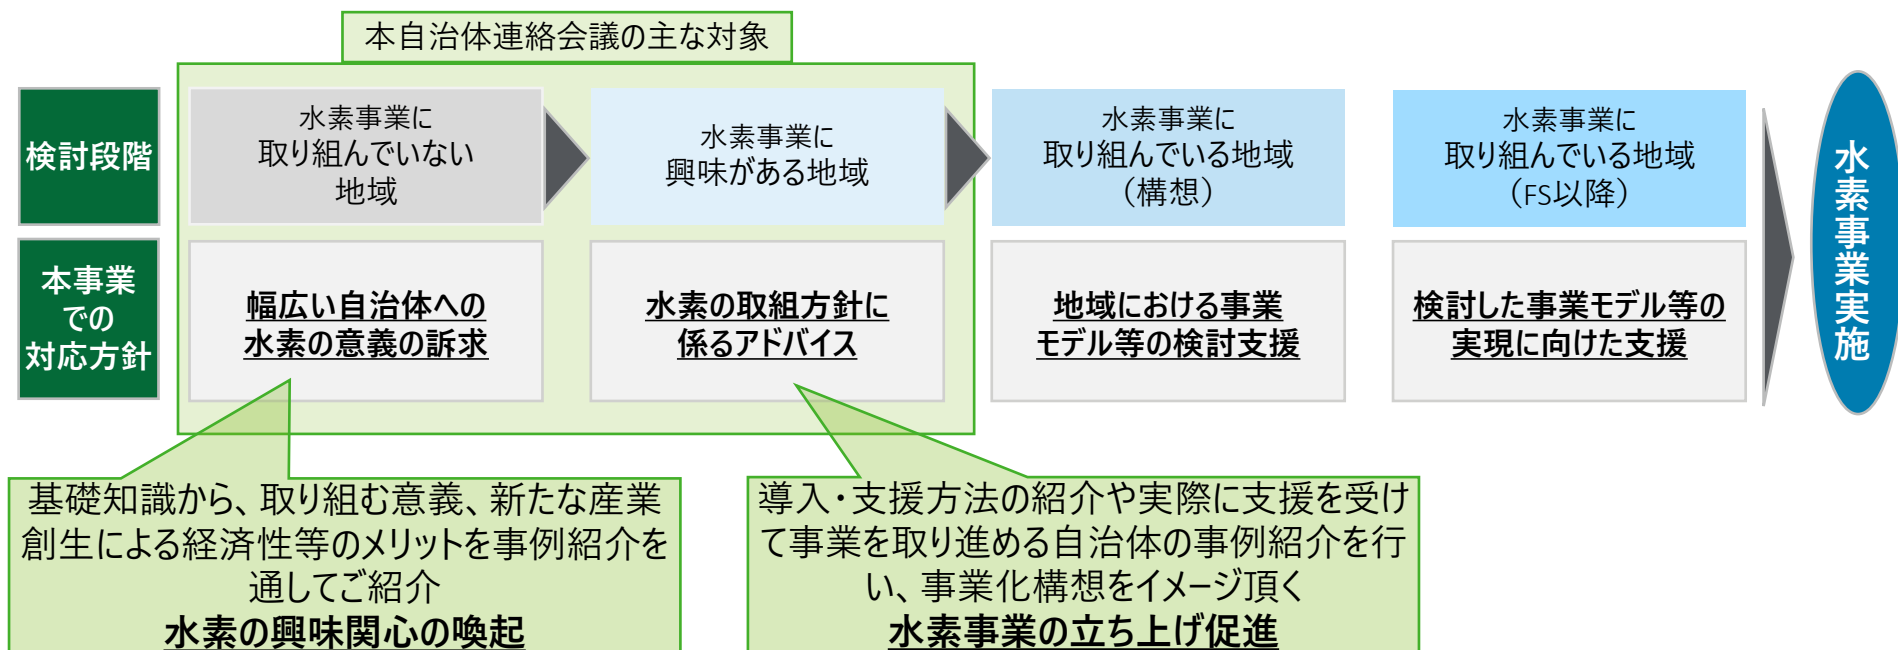 本自治体連絡会議の主な対象
検討段階
水素事業に
取り組んでいない
地域
水素事業に
興味がある地域
水素事業に
取り組んでいる地域
（構想）
水素事業に
取り組んでいる地域
（FS以降）
水素事業実施
本事業
での
対応方針
幅広い自治体への
水素の意義の訴求
水素の取組方針に
係るアドバイス
地域における事業
モデル等の検討支援
検討した事業モデル等の
実現に向けた支援
基礎知識から、取り組む意義、新たな産業
創生による経済性等のメリットを事例紹介を
通してご紹介
水素の興味関心の喚起
導入・支援方法の紹介や実際に支援を受け
て事業を取り進める自治体の事例紹介を行
い、事業化構想をイメージ頂く
水素事業の立ち上げ促進